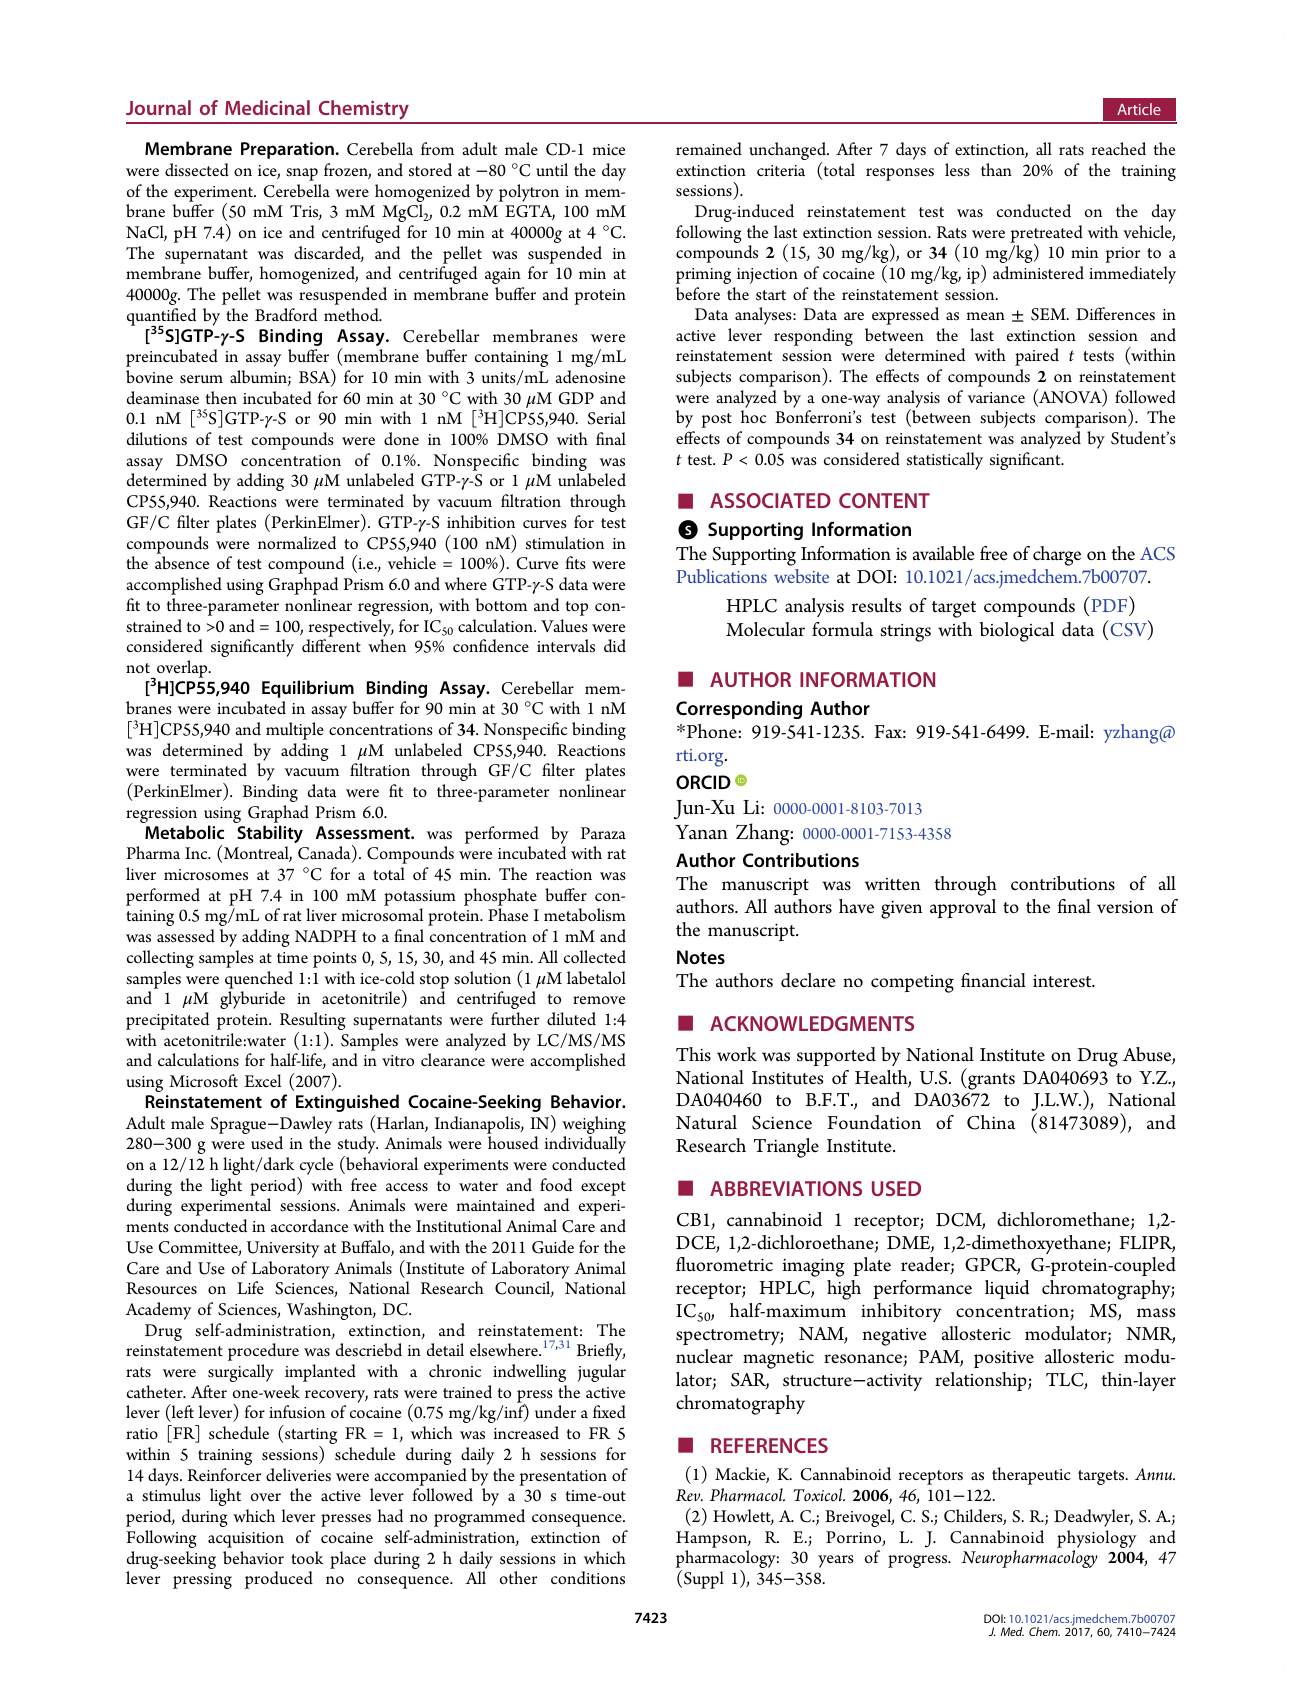 Journal of Medicinal Chemistry
Article
Membrane Preparation. Cerebella from adult male CD-1 mice
were dissected on ice, snap frozen, and stored at −80 °C until the day
of the experiment. Cerebella were homogenized by polytron in mem-
brane buffer (50 mM Tris, 3 mM MgCl₂, 0.2 mM EGTA, 100 mM
NaCl, pH 7.4) on ice and centrifuged for 10 min at 40000g at 4 °C.
The supernatant was discarded, and the pellet was suspended in
membrane buffer, homogenized, and centrifuged again for 10 min at
40000g. The pellet was resuspended in membrane buffer and protein
quantified by the Bradford method.
[³⁵S]GTP-γ-S Binding Assay. Cerebellar membranes were
preincubated in assay buffer (membrane buffer containing 1 mg/mL
bovine serum albumin; BSA) for 10 min with 3 units/mL adenosine
deaminase then incubated for 60 min at 30 °C with 30 μM GDP and
0.1 nM [³⁵S]GTP-γ-S or 90 min with 1 nM [³H]CP55,940. Serial
dilutions of test compounds were done in 100% DMSO with final
assay DMSO concentration of 0.1%. Nonspecific binding was
determined by adding 30 μM unlabeled GTP-γ-S or 1 μM unlabeled
CP55,940. Reactions were terminated by vacuum filtration through
GF/C filter plates (PerkinElmer). GTP-γ-S inhibition curves for test
compounds were normalized to CP55,940 (100 nM) stimulation in
the absence of test compound (i.e., vehicle = 100%). Curve fits were
accomplished using Graphpad Prism 6.0 and where GTP-γ-S data were
fit to three-parameter nonlinear regression, with bottom and top con-
strained to >0 and = 100, respectively, for IC₅₀ calculation. Values were
considered significantly different when 95% confidence intervals did
not overlap.
[³H]CP55,940 Equilibrium Binding Assay. Cerebellar mem-
branes were incubated in assay buffer for 90 min at 30 °C with 1 nM
[³H]CP55,940 and multiple concentrations of 34. Nonspecific binding
was determined by adding 1 μM unlabeled CP55,940. Reactions
were terminated by vacuum filtration through GF/C filter plates
(PerkinElmer). Binding data were fit to three-parameter nonlinear
regression using Graphad Prism 6.0.
Metabolic Stability Assessment. was performed by Paraza
Pharma Inc. (Montreal, Canada). Compounds were incubated with rat
liver microsomes at 37 °C for a total of 45 min. The reaction was
performed at pH 7.4 in 100 mM potassium phosphate buffer con-
taining 0.5 mg/mL of rat liver microsomal protein. Phase I metabolism
was assessed by adding NADPH to a final concentration of 1 mM and
collecting samples at time points 0, 5, 15, 30, and 45 min. All collected
samples were quenched 1:1 with ice-cold stop solution (1 μM labetalol
and 1 μM glyburide in acetonitrile) and centrifuged to remove
precipitated protein. Resulting supernatants were further diluted 1:4
with acetonitrile:water (1:1). Samples were analyzed by LC/MS/MS
and calculations for half-life, and in vitro clearance were accomplished
using Microsoft Excel (2007).
Reinstatement of Extinguished Cocaine-Seeking Behavior.
Adult male Sprague−Dawley rats (Harlan, Indianapolis, IN) weighing
280−300 g were used in the study. Animals were housed individually
on a 12/12 h light/dark cycle (behavioral experiments were conducted
during the light period) with free access to water and food except
during experimental sessions. Animals were maintained and experi-
ments conducted in accordance with the Institutional Animal Care and
Use Committee, University at Buffalo, and with the 2011 Guide for the
Care and Use of Laboratory Animals (Institute of Laboratory Animal
Resources on Life Sciences, National Research Council, National
Academy of Sciences, Washington, DC.
Drug self-administration, extinction, and reinstatement: The
reinstatement procedure was descriebd in detail elsewhere.¹⁷,³¹ Briefly,
rats were surgically implanted with a chronic indwelling jugular
catheter. After one-week recovery, rats were trained to press the active
lever (left lever) for infusion of cocaine (0.75 mg/kg/inf) under a fixed
ratio [FR] schedule (starting FR = 1, which was increased to FR 5
within 5 training sessions) schedule during daily 2 h sessions for
14 days. Reinforcer deliveries were accompanied by the presentation of
a stimulus light over the active lever followed by a 30 s time-out
period, during which lever presses had no programmed consequence.
Following acquisition of cocaine self-administration, extinction of
drug-seeking behavior took place during 2 h daily sessions in which
lever pressing produced no consequence. All other conditions
remained unchanged. After 7 days of extinction, all rats reached the
extinction criteria (total responses less than 20% of the training
sessions).
Drug-induced reinstatement test was conducted on the day
following the last extinction session. Rats were pretreated with vehicle,
compounds 2 (15, 30 mg/kg), or 34 (10 mg/kg) 10 min prior to a
priming injection of cocaine (10 mg/kg, ip) administered immediately
before the start of the reinstatement session.
Data analyses: Data are expressed as mean ± SEM. Differences in
active lever responding between the last extinction session and
reinstatement session were determined with paired t tests (within
subjects comparison). The effects of compounds 2 on reinstatement
were analyzed by a one-way analysis of variance (ANOVA) followed
by post hoc Bonferroni's test (between subjects comparison). The
effects of compounds 34 on reinstatement was analyzed by Student's
t test. P < 0.05 was considered statistically significant.
■ ASSOCIATED CONTENT
S Supporting Information
The Supporting Information is available free of charge on the ACS
Publications website at DOI: 10.1021/acs.jmedchem.7b00707.
HPLC analysis results of target compounds (PDF)
Molecular formula strings with biological data (CSV)
■ AUTHOR INFORMATION
Corresponding Author
*Phone: 919-541-1235. Fax: 919-541-6499. E-mail: yzhang@
rti.org.
ORCID iD
Jun-Xu Li: 0000-0001-8103-7013
Yanan Zhang: 0000-0001-7153-4358
Author Contributions
The manuscript was written through contributions of all
authors. All authors have given approval to the final version of
the manuscript.
Notes
The authors declare no competing financial interest.
■ ACKNOWLEDGMENTS
This work was supported by National Institute on Drug Abuse,
National Institutes of Health, U.S. (grants DA040693 to Y.Z.,
DA040460 to B.F.T., and DA03672 to J.L.W.), National
Natural Science Foundation of China (81473089), and
Research Triangle Institute.
■ ABBREVIATIONS USED
CB1, cannabinoid 1 receptor; DCM, dichloromethane; 1,2-
DCE, 1,2-dichloroethane; DME, 1,2-dimethoxyethane; FLIPR,
fluorometric imaging plate reader; GPCR, G-protein-coupled
receptor; HPLC, high performance liquid chromatography;
IC₅₀, half-maximum inhibitory concentration; MS, mass
spectrometry; NAM, negative allosteric modulator; NMR,
nuclear magnetic resonance; PAM, positive allosteric modu-
lator; SAR, structure−activity relationship; TLC, thin-layer
chromatography
■ REFERENCES
(1) Mackie, K. Cannabinoid receptors as therapeutic targets. Annu.
Rev. Pharmacol. Toxicol. 2006, 46, 101−122.
(2) Howlett, A. C.; Breivogel, C. S.; Childers, S. R.; Deadwyler, S. A.;
Hampson, R. E.; Porrino, L. J. Cannabinoid physiology and
pharmacology: 30 years of progress. Neuropharmacology 2004, 47
(Suppl 1), 345−358.
7423
DOI: 10.1021/acs.jmedchem.7b00707
J. Med. Chem. 2017, 60, 7410−7424